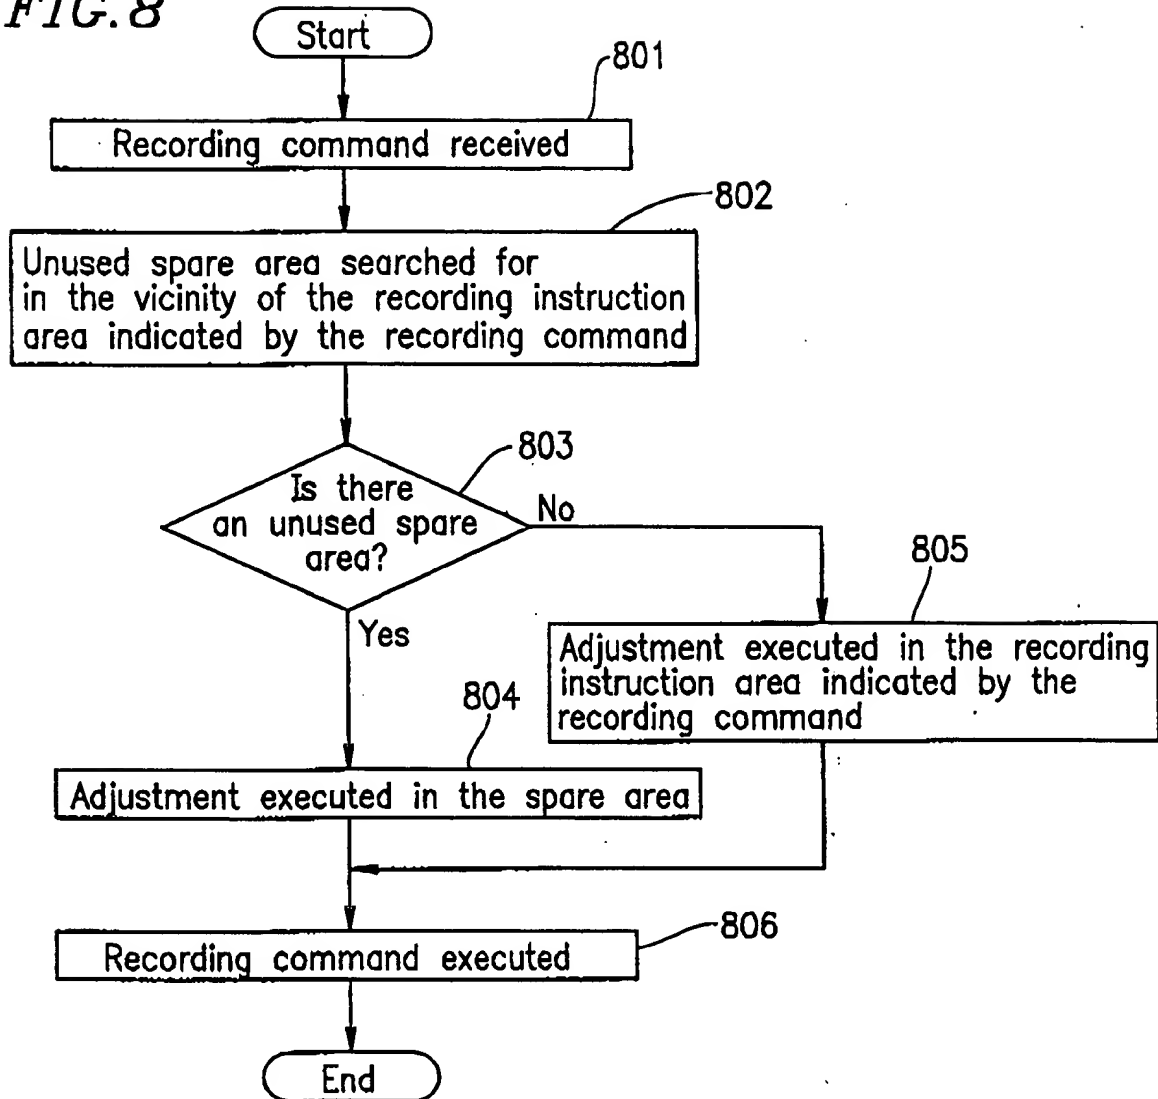 FIG. 8
Start
801
Recording command received
802
Unused spare area searched for
in the vicinity of the recording instruction
area indicated by the recording command
803
Is there
an unused spare
area?
No
Yes
805
Adjustment executed in the recording
instruction area indicated by the
recording command
804
Adjustment executed in the spare area
806
Recording command executed
End